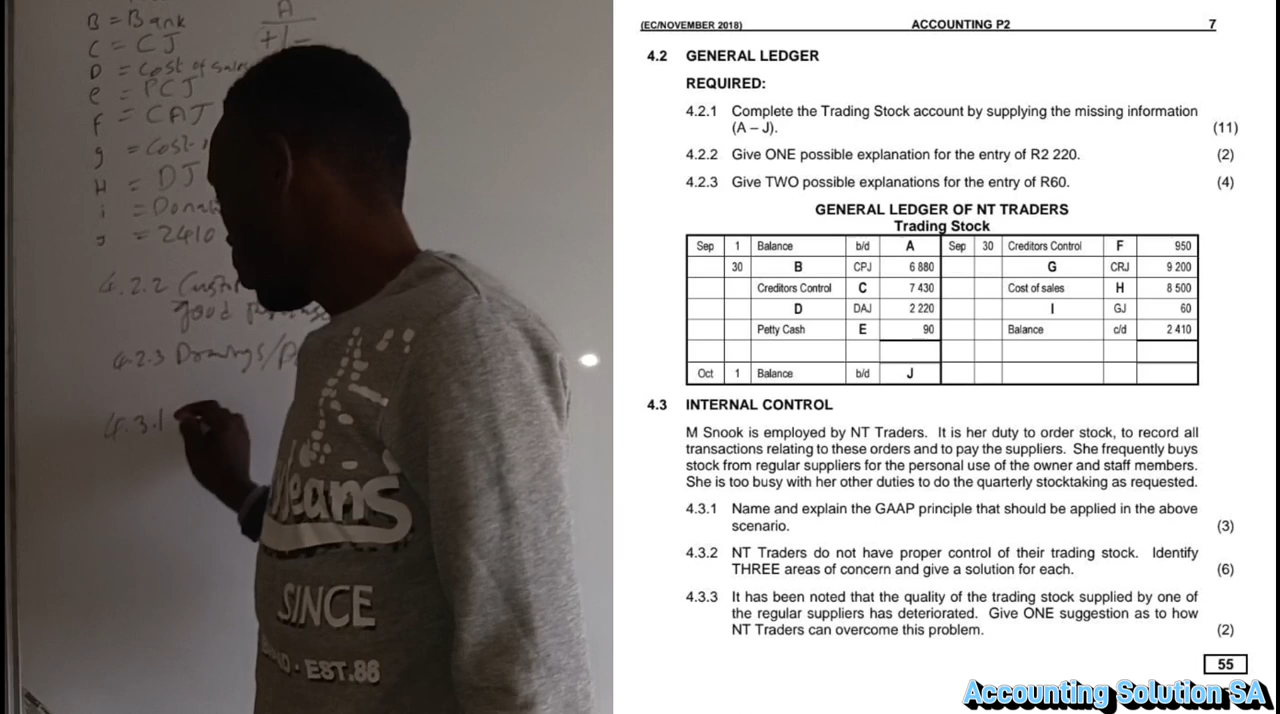 B = Bank
C = CJ
D = Cost of sales
e = PCJ
F = CAJ
g = Cost
H = DJ
i = Donat
J = 2410
A
+ | -
4.2.2
good
4.2.3 Drawings/D
4.3.1
Jeans
SINCE
- EST.86
(EC/NOVEMBER 2018) ACCOUNTING P2 7
4.2 GENERAL LEDGER
REQUIRED:
4.2.1 Complete the Trading Stock account by supplying the missing information
(A – J). (11)
4.2.2 Give ONE possible explanation for the entry of R2 220. (2)
4.2.3 Give TWO possible explanations for the entry of R60. (4)
GENERAL LEDGER OF NT TRADERS
Trading Stock
Sep 1 Balance b/d A Sep 30 Creditors Control F 950
30 B CPJ 6 880 G CRJ 9 200
Creditors Control C 7 430 Cost of sales H 8 500
D DAJ 2 220 I GJ 60
Petty Cash E 90 Balance c/d 2 410
Oct 1 Balance b/d J
4.3 INTERNAL CONTROL
M Snook is employed by NT Traders. It is her duty to order stock, to record all
transactions relating to these orders and to pay the suppliers. She frequently buys
stock from regular suppliers for the personal use of the owner and staff members.
She is too busy with her other duties to do the quarterly stocktaking as requested.
4.3.1 Name and explain the GAAP principle that should be applied in the above
scenario. (3)
4.3.2 NT Traders do not have proper control of their trading stock. Identify
THREE areas of concern and give a solution for each. (6)
4.3.3 It has been noted that the quality of the trading stock supplied by one of
the regular suppliers has deteriorated. Give ONE suggestion as to how
NT Traders can overcome this problem. (2)
55
Accounting Solution SA